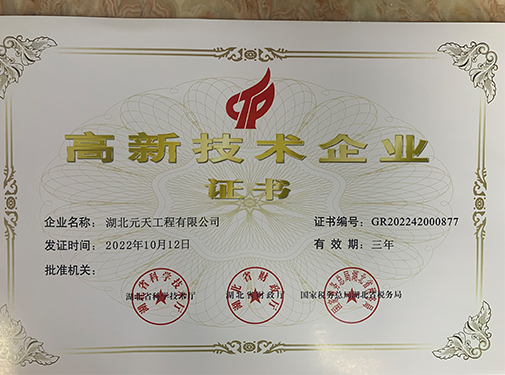 高新技术企业
证书
企业名称： 湖北元天工程有限公司
证书编号：GR202242000877
发证时间： 2022年10月12日
有 效 期：三年
批准机关：
湖北省科学技术厅
湖北省财政厅
国家税务总局湖北省税务局